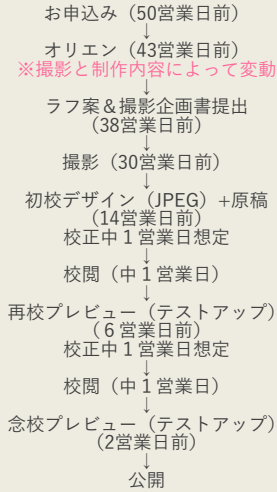 お申込み（50営業日前）
↓
オリエン（43営業日前）
※撮影と制作内容によって変動
↓
ラフ案＆撮影企画書提出
（38営業日前）
↓
撮影（30営業日前）
↓
初校デザイン（JPEG）+原稿
（14営業日前）
校正中１営業日想定
↓
校閲（中１営業日）
↓
再校プレビュー（テストアップ）
（６営業日前）
校正中１営業日想定
↓
校閲（中１営業日）
↓
念校プレビュー（テストアップ）
（2営業日前）
↓
公開